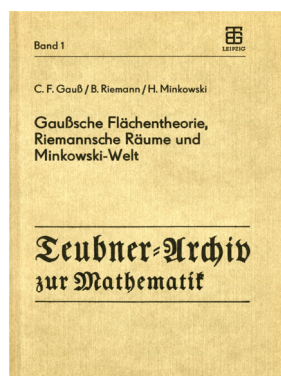 Band 1
LEIPZIG
C. F. Gauß/B. Riemann/H. Minkowski
Gaußsche Flächentheorie,
Riemannsche Räume und
Minkowski-Welt
Teubner-Archiv
zur Mathematik